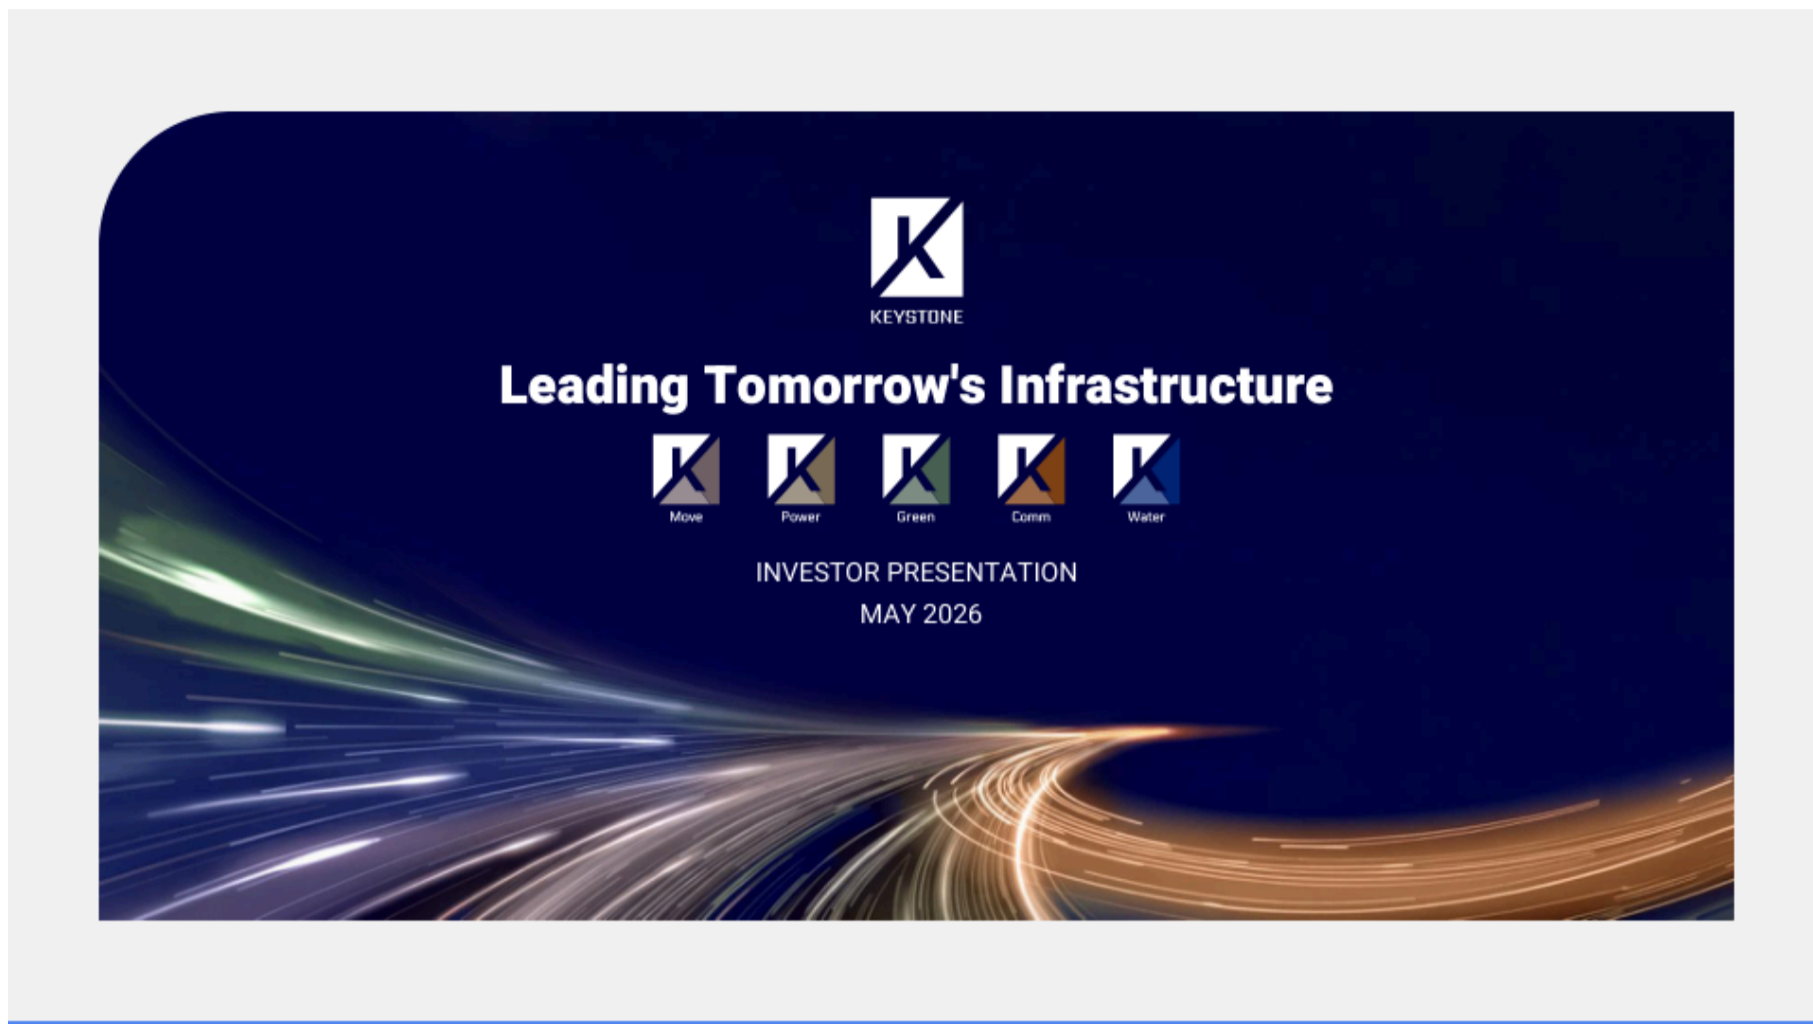 KEYSTONE
Leading Tomorrow's Infrastructure
Move Power Green Comm Water
INVESTOR PRESENTATION
MAY 2026